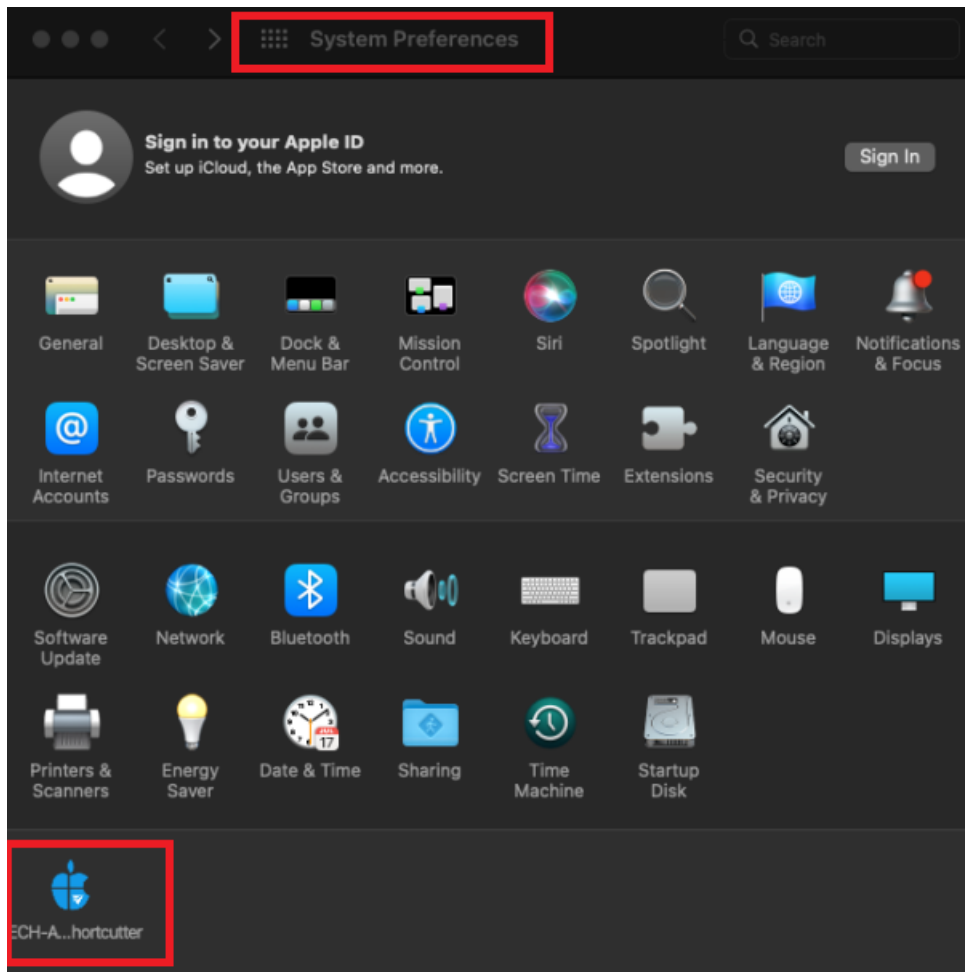 System Preferences
Search
Sign in to your Apple ID
Set up iCloud, the App Store and more.
Sign In
General
Desktop &
Screen Saver
Dock &
Menu Bar
Mission
Control
Siri
Spotlight
Language
& Region
Notifications
& Focus
Internet
Accounts
Passwords
Users &
Groups
Accessibility
Screen Time
Extensions
Security
& Privacy
Software
Update
Network
Bluetooth
Sound
Keyboard
Trackpad
Mouse
Displays
Printers &
Scanners
Energy
Saver
JUL
17
Date & Time
Sharing
Time
Machine
Startup
Disk
ECH-A...hortcutter